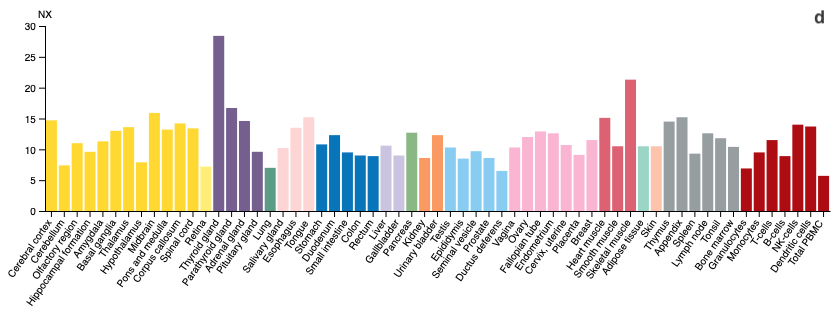 NX
d
30
25
20
15
10
5
0
Cerebral cortex
Cerebellum
Olfactory region
Hippocampal formation
Amygdala
Basal ganglia
Thalamus
Hypothalamus
Midbrain
Pons and medulla
Corpus callosum
Spinal cord
Retina
Thyroid gland
Parathyroid gland
Adrenal gland
Pituitary gland
Lung
Salivary gland
Esophagus
Tongue
Stomach
Duodenum
Small intestine
Colon
Rectum
Liver
Gallbladder
Pancreas
Kidney
Urinary bladder
Testis
Epididymis
Seminal vesicle
Prostate
Ductus deferens
Vagina
Ovary
Fallopian tube
Endometrium
Cervix, uterine
Placenta
Breast
Heart muscle
Smooth muscle
Skeletal muscle
Adipose tissue
Skin
Thymus
Appendix
Spleen
Lymph node
Tonsil
Bone marrow
Granulocytes
Monocytes
T-cells
B-cells
NK-cells
Dendritic cells
Total PBMC